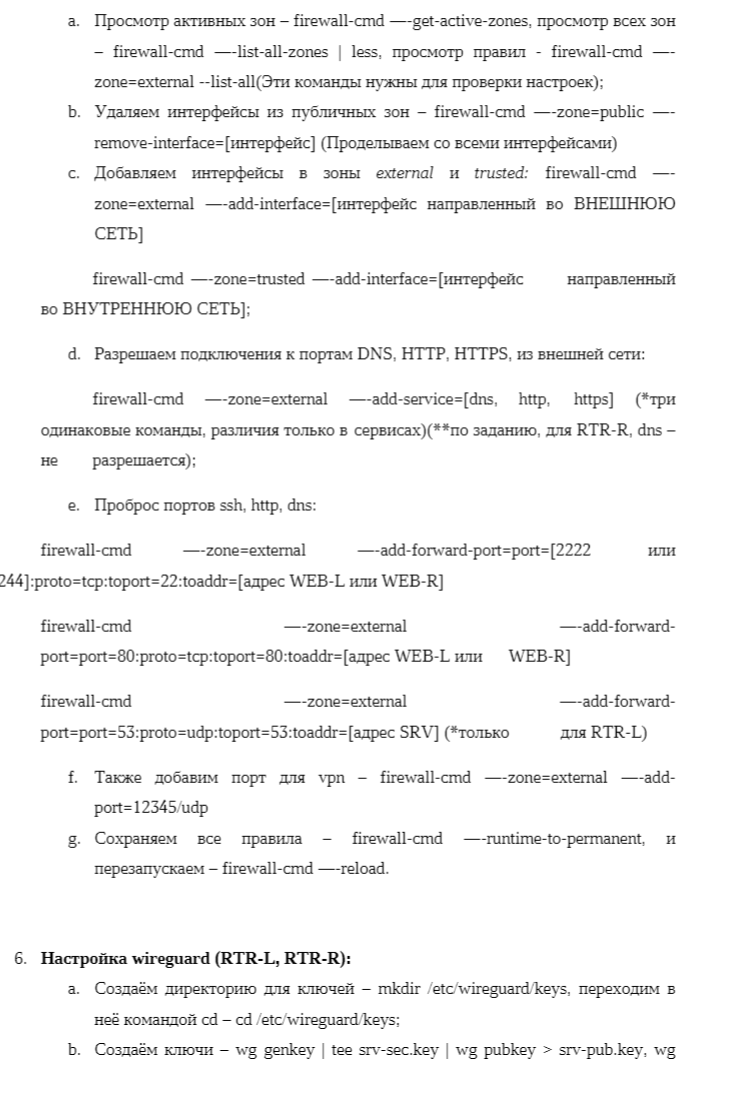 a. Просмотр активных зон – firewall-cmd —-get-active-zones, просмотр всех зон
– firewall-cmd —-list-all-zones | less, просмотр правил - firewall-cmd —-
zone=external --list-all(Эти команды нужны для проверки настроек);
b. Удаляем интерфейсы из публичных зон – firewall-cmd —-zone=public —-
remove-interface=[интерфейс] (Проделываем со всеми интерфейсами)
c. Добавляем интерфейсы в зоны external и trusted: firewall-cmd —-
zone=external —-add-interface=[интерфейс направленный во ВНЕШНЮЮ
СЕТЬ]
firewall-cmd —-zone=trusted —-add-interface=[интерфейс направленный
во ВНУТРЕННЮЮ СЕТЬ];
d. Разрешаем подключения к портам DNS, HTTP, HTTPS, из внешней сети:
firewall-cmd —-zone=external —-add-service=[dns, http, https] (*три
одинаковые команды, различия только в сервисах)(**по заданию, для RTR-R, dns –
не разрешается);
e. Проброс портов ssh, http, dns:
firewall-cmd —-zone=external —-add-forward-port=port=[2222 или
244]:proto=tcp:toport=22:toaddr=[адрес WEB-L или WEB-R]
firewall-cmd —-zone=external —-add-forward-
port=port=80:proto=tcp:toport=80:toaddr=[адрес WEB-L или WEB-R]
firewall-cmd —-zone=external —-add-forward-
port=port=53:proto=udp:toport=53:toaddr=[адрес SRV] (*только для RTR-L)
f. Также добавим порт для vpn – firewall-cmd —-zone=external —-add-
port=12345/udp
g. Сохраняем все правила – firewall-cmd —-runtime-to-permanent, и
перезапускаем – firewall-cmd —-reload.
6. Настройка wireguard (RTR-L, RTR-R):
a. Создаём директорию для ключей – mkdir /etc/wireguard/keys, переходим в
неё командой cd – cd /etc/wireguard/keys;
b. Создаём ключи – wg genkey | tee srv-sec.key | wg pubkey > srv-pub.key, wg